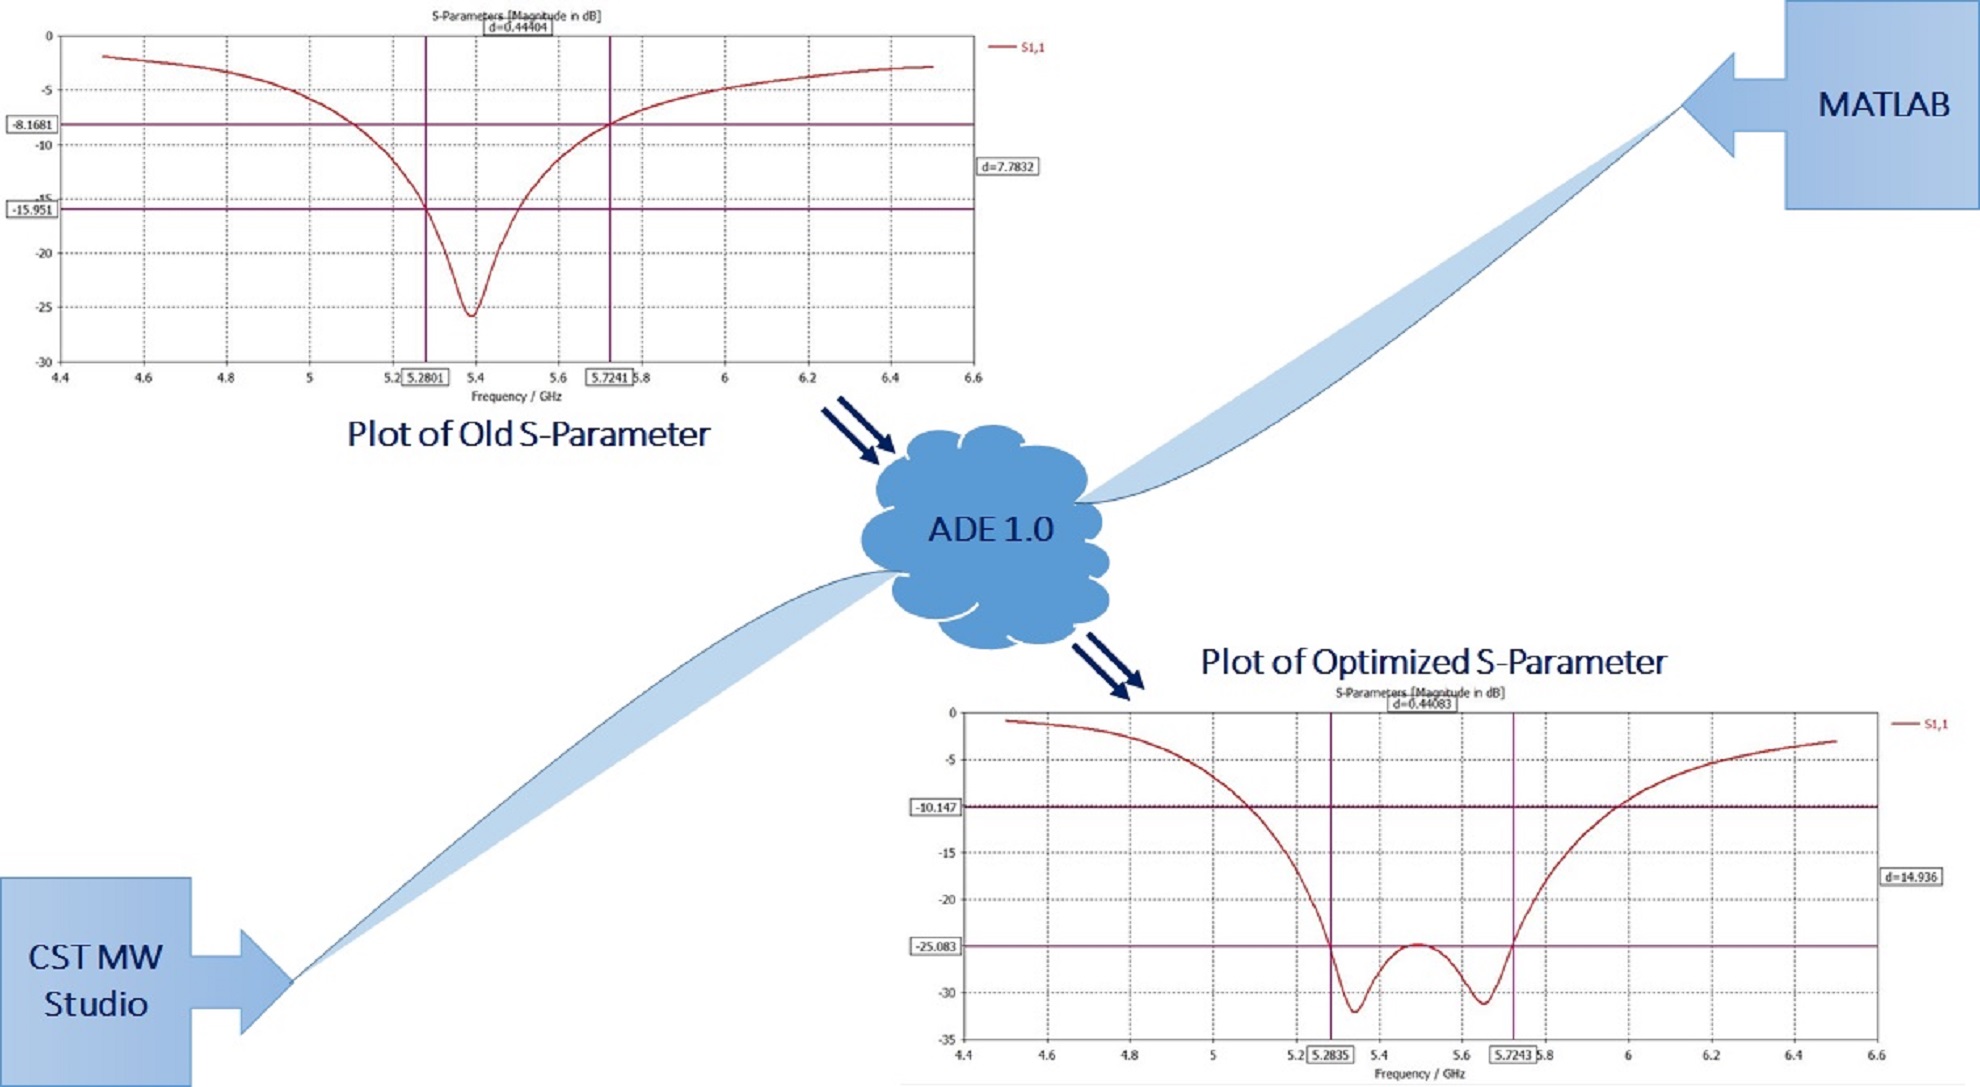 S-Parameters [Magnitude in dB]
d=0.44404
S1,1
0
-5
-8.1681
-10
d=7.7832
-15
-15.951
-20
-25
-30
4.4 4.6 4.8 5 5.2 5.2801 5.4 5.6 5.7241 5.8 6 6.2 6.4 6.6
Frequency / GHz
Plot of Old S-Parameter
MATLAB
ADE 1.0
CST MW
Studio
Plot of Optimized S-Parameter
S-Parameters [Magnitude in dB]
d=0.44083
S1,1
0
-5
-10.147
-15
d=14.936
-20
-25.083
-30
-35
4.4 4.6 4.8 5 5.2 5.2835 5.4 5.6 5.7243 5.8 6 6.2 6.4 6.6
Frequency / GHz